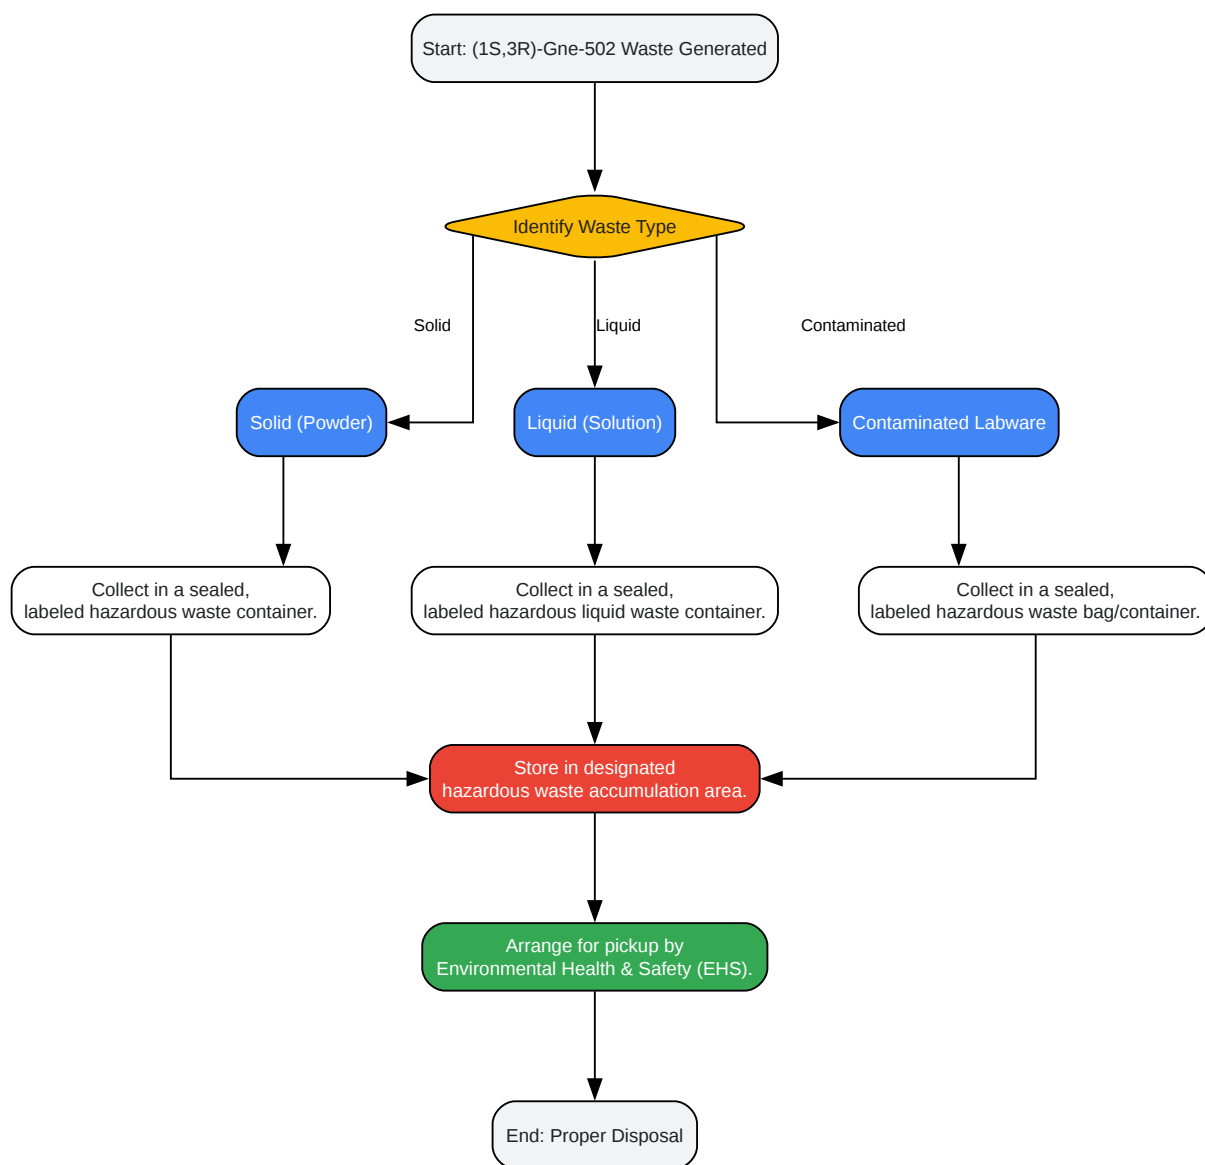 Start: (1S,3R)-Gne-502 Waste Generated
Identify Waste Type
Solid
Liquid
Contaminated
Solid (Powder)
Liquid (Solution)
Contaminated Labware
Collect in a sealed,
labeled hazardous waste container.
Collect in a sealed,
labeled hazardous liquid waste container.
Collect in a sealed,
labeled hazardous waste bag/container.
Store in designated
hazardous waste accumulation area.
Arrange for pickup by
Environmental Health & Safety (EHS).
End: Proper Disposal